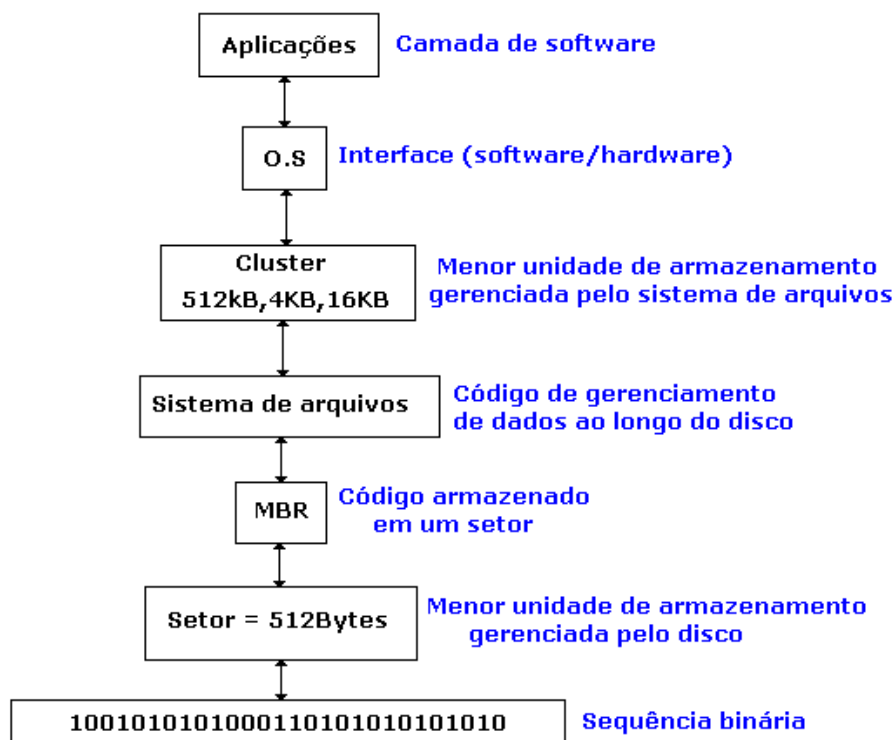 Aplicações
Camada de software
O.S
Interface (software/hardware)
Cluster
512kB,4KB,16KB
Menor unidade de armazenamento
gerenciada pelo sistema de arquivos
Sistema de arquivos
Código de gerenciamento
de dados ao longo do disco
MBR
Código armazenado
em um setor
Setor = 512Bytes
Menor unidade de armazenamento
gerenciada pelo disco
1001010101000110101010101010
Sequência binária